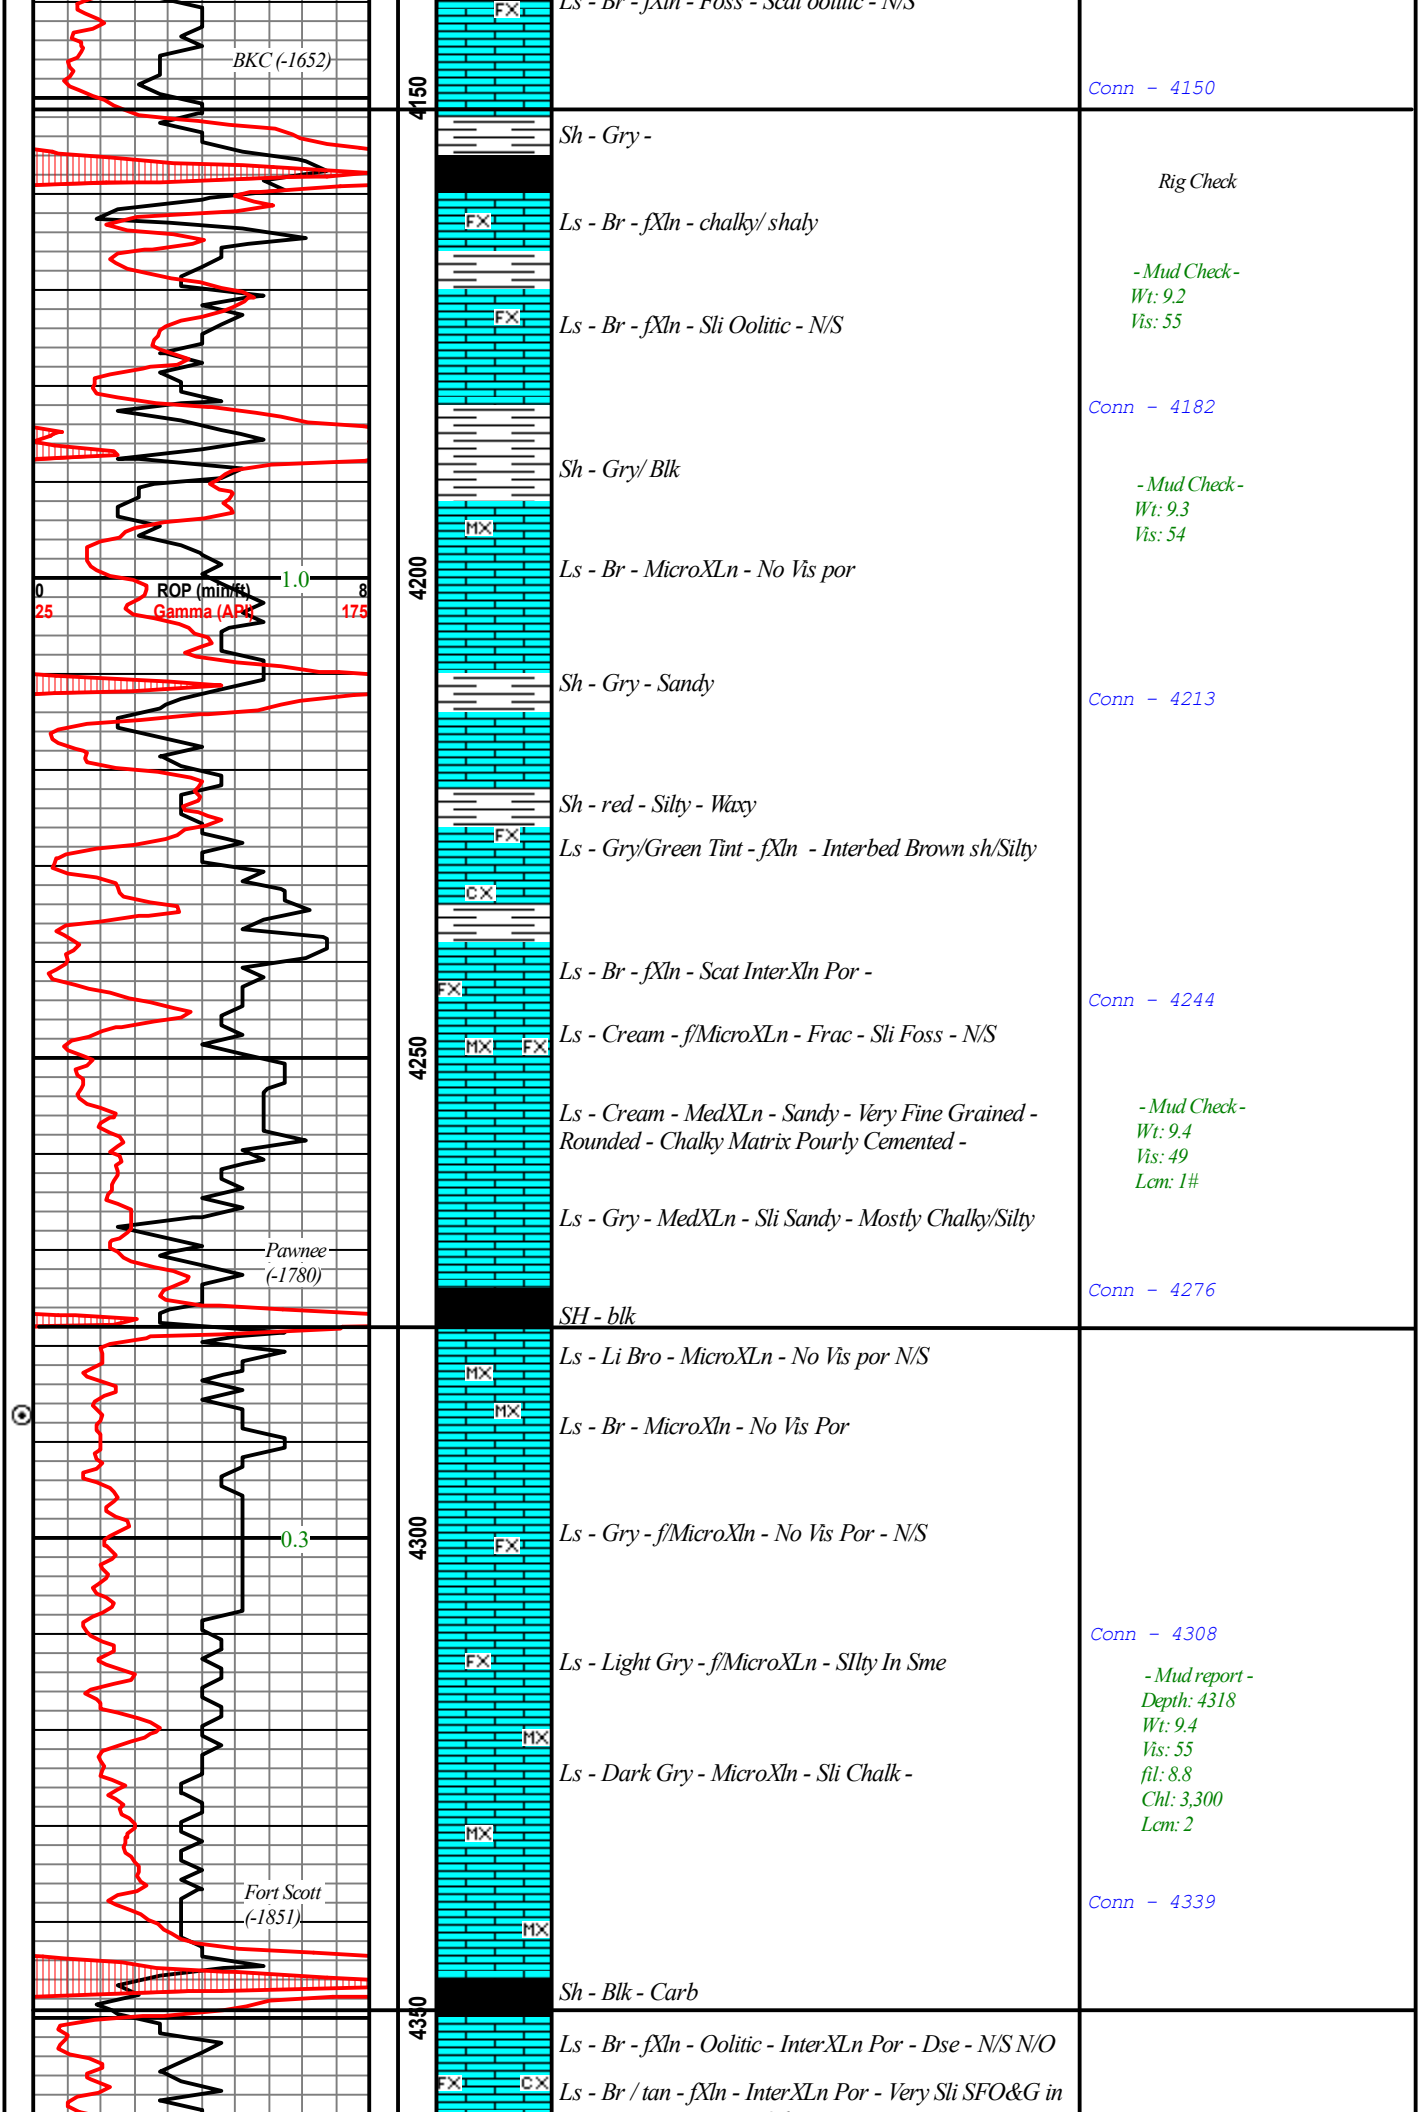 FX
Ls - Br - fXln - Foss - Scat oolitic - N/S
BKC (-1652)
4150
Conn - 4150
Sh - Gry -
Rig Check
FX
Ls - Br - fXln - chalky/ shaly
- Mud Check -
Wt: 9.2
Vis: 55
FX
Ls - Br - fXln - Sli Oolitic - N/S
Conn - 4182
Sh - Gry/ Blk
- Mud Check -
Wt: 9.3
Vis: 54
MX
Ls - Br - MicroXLn - No Vis por
4200
1.0
0 ROP (min/ft) 8
25 Gamma (API) 175
Sh - Gry - Sandy
Conn - 4213
Sh - red - Silty - Waxy
FX
Ls - Gry/Green Tint - fXln - Interbed Brown sh/Silty
CX
Ls - Br - fXln - Scat InterXln Por -
FX
Conn - 4244
Ls - Cream - f/MicroXLn - Frac - Sli Foss - N/S
MX FX
4250
Ls - Cream - MedXLn - Sandy - Very Fine Grained -
Rounded - Chalky Matrix Pourly Cemented -
- Mud Check -
Wt: 9.4
Vis: 49
Lcm: 1#
Ls - Gry - MedXLn - Sli Sandy - Mostly Chalky/Silty
Pawnee
(-1780)
Conn - 4276
SH - blk
Ls - Li Bro - MicroXLn - No Vis por N/S
MX
MX
Ls - Br - MicroXln - No Vis Por
4300
0.3
Ls - Gry - f/MicroXln - No Vis Por - N/S
FX
Conn - 4308
Ls - Light Gry - f/MicroXLn - SIlty In Sme
FX
- Mud report -
Depth: 4318
Wt: 9.4
Vis: 55
fil: 8.8
Chl: 3,300
Lcm: 2
MX
Ls - Dark Gry - MicroXln - Sli Chalk -
MX
Fort Scott
(-1851)
Conn - 4339
MX
Sh - Blk - Carb
4350
Ls - Br - fXln - Oolitic - InterXLn Por - Dse - N/S N/O
FX CX
Ls - Br / tan - fXln - InterXLn Por - Very Sli SFO&G in